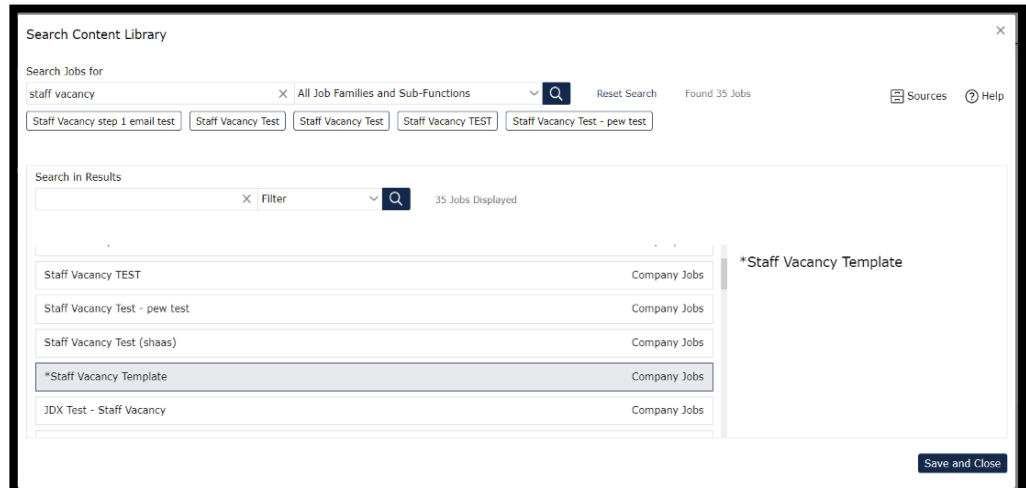 Search Content Library
Search Jobs for
staff vacancy All Job Families and Sub-Functions Reset Search Found 35 Jobs Sources Help
Staff Vacancy step 1 email test Staff Vacancy Test Staff Vacancy Test Staff Vacancy TEST Staff Vacancy Test - pew test
Search in Results
Filter 35 Jobs Displayed
Staff Vacancy TEST Company Jobs
*Staff Vacancy Template
Staff Vacancy Test - pew test Company Jobs
Staff Vacancy Test (shaas) Company Jobs
*Staff Vacancy Template Company Jobs
JDX Test - Staff Vacancy Company Jobs
Save and Close